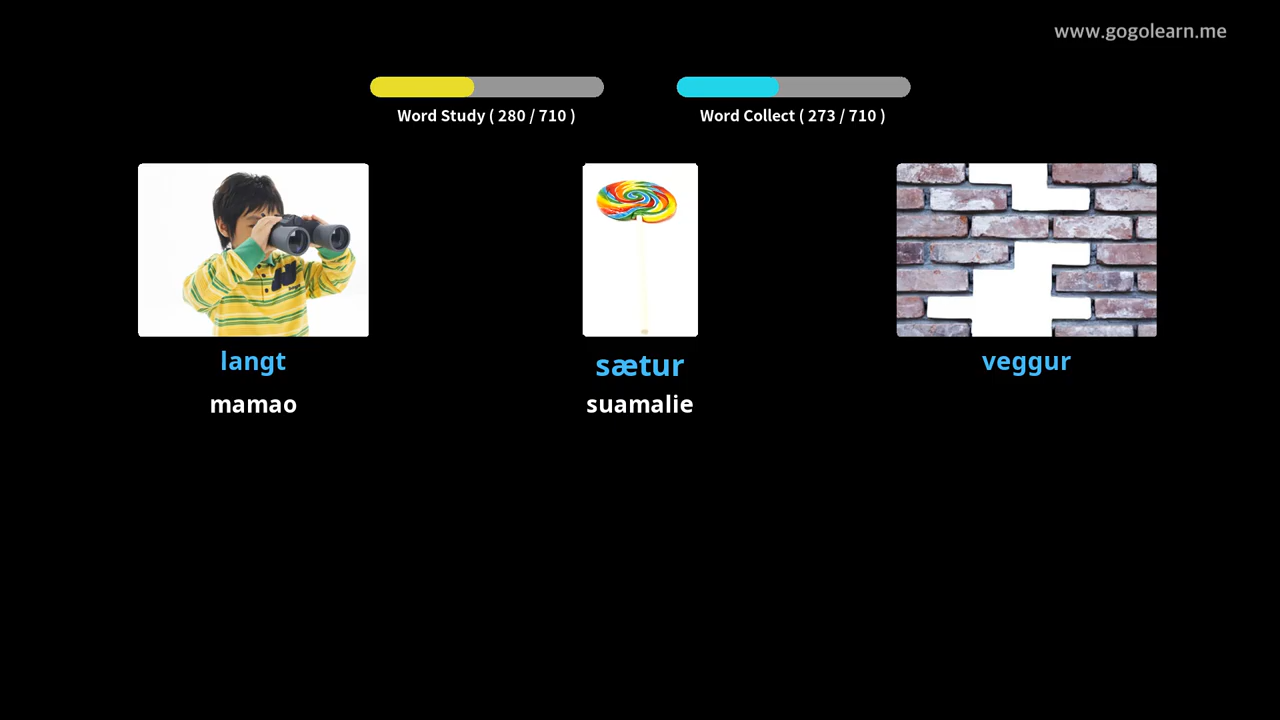 www.gogolearn.me
Word Study ( 280 / 710 )
Word Collect ( 273 / 710 )
langt
sætur
veggur
mamao
suamalie